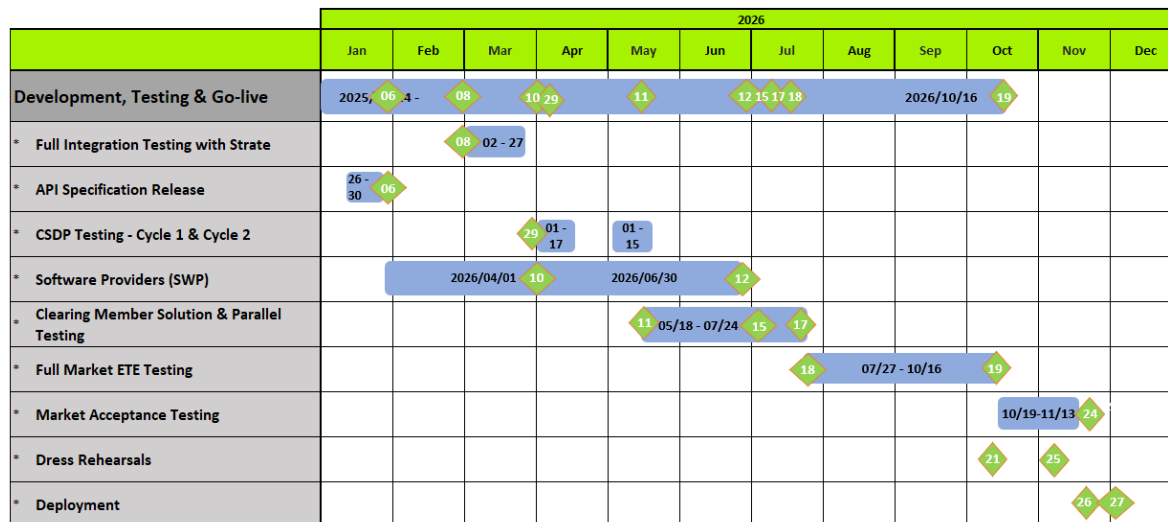 2026
Jan Feb Mar Apr May Jun Jul Aug Sep Oct Nov Dec
Development, Testing & Go-live 2025/ 4 - 06 08 10 29 11 12 15 17 18 2026/10/16 19
* Full Integration Testing with Strate 08 02 - 27
* API Specification Release 26 - 30 06
* CSDP Testing - Cycle 1 & Cycle 2 29 01 - 17 01 - 15
* Software Providers (SWP) 2026/04/01 10 2026/06/30 12
* Clearing Member Solution & Parallel
Testing 11 05/18 - 07/24 15 17
* Full Market ETE Testing 18 07/27 - 10/16 19
* Market Acceptance Testing 10/19-11/13 24
* Dress Rehearsals 21 25
* Deployment 26 27